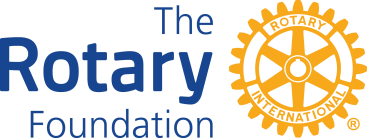 The
Rotary
Foundation
ROTARY
INTERNATIONAL
®